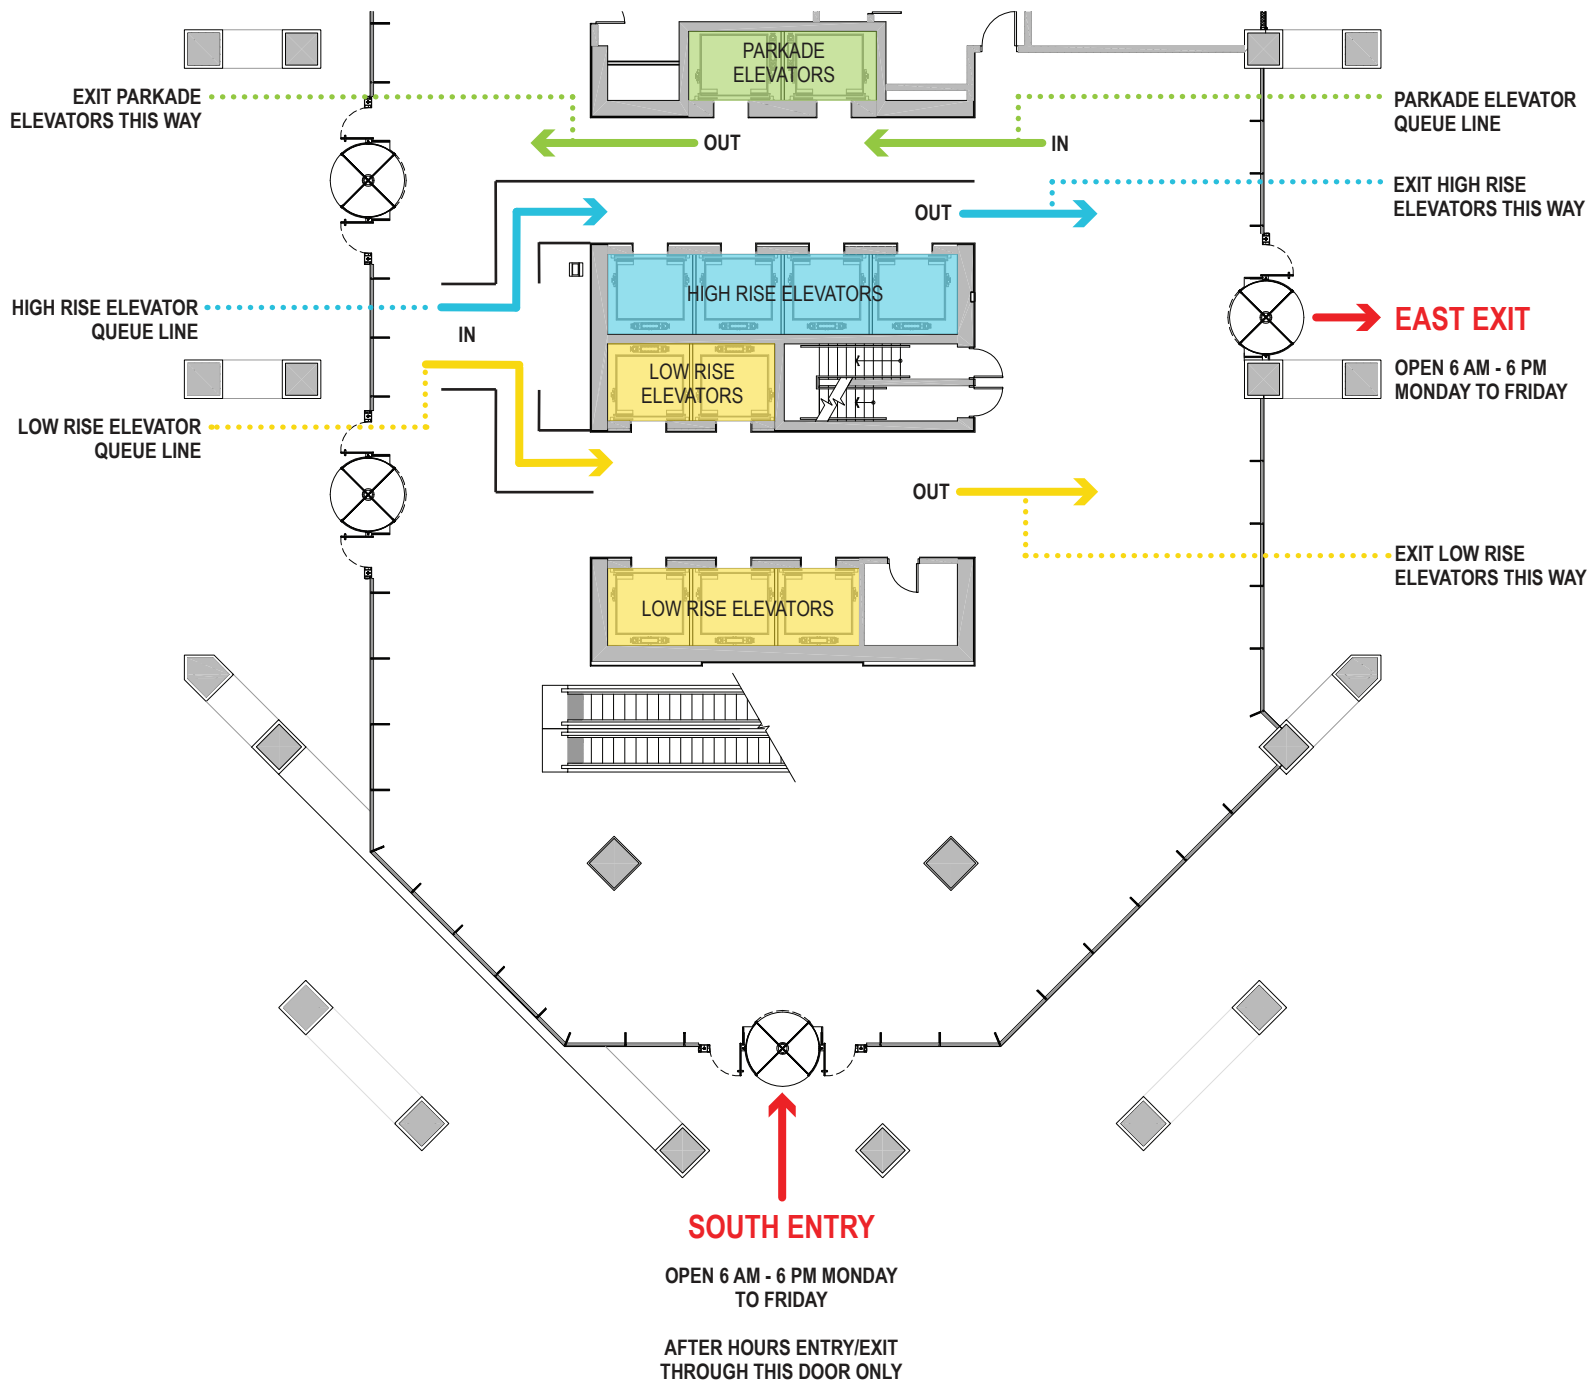 PARKADE
ELEVATORS
EXIT PARKADE
ELEVATORS THIS WAY
OUT
IN
PARKADE ELEVATOR
QUEUE LINE
EXIT HIGH RISE
ELEVATORS THIS WAY
OUT
HIGH RISE ELEVATORS
HIGH RISE ELEVATOR
QUEUE LINE
IN
EAST EXIT
OPEN 6 AM - 6 PM
MONDAY TO FRIDAY
LOW RISE
ELEVATORS
LOW RISE ELEVATOR
QUEUE LINE
OUT
EXIT LOW RISE
ELEVATORS THIS WAY
LOW RISE ELEVATORS
SOUTH ENTRY
OPEN 6 AM - 6 PM MONDAY
TO FRIDAY
AFTER HOURS ENTRY/EXIT
THROUGH THIS DOOR ONLY